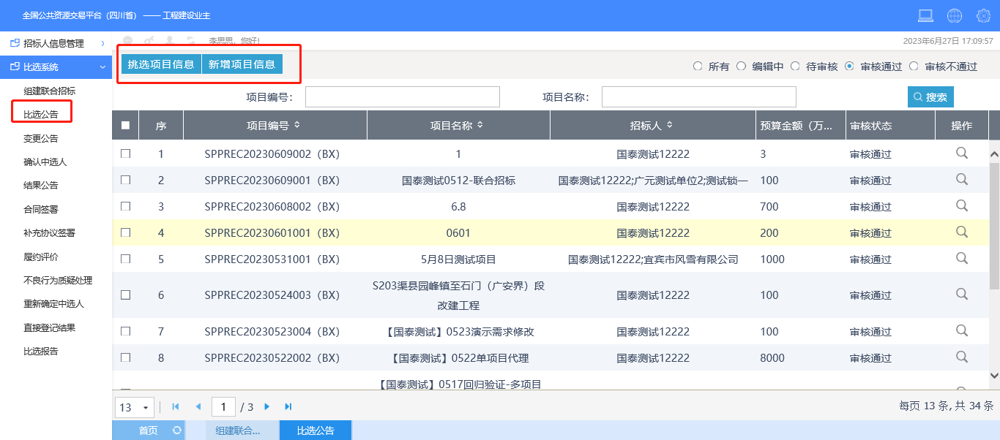 全国公共资源交易平台（四川省） —— 工程建设业主
招标人信息管理
李思思，您好!
2023年6月27日 17:09:57
比选系统
挑选项目信息 新增项目信息
所有 编辑中 待审核 审核通过 审核不通过
组建联合招标
比选公告
变更公告
确认中选人
结果公告
合同签署
补充协议签署
履约评价
不良行为质疑处理
重新确定中选人
直接登记结果
比选报告
项目编号： 项目名称： 搜索
序 项目编号 项目名称 招标人 预算金额（万... 审核状态 操作
1 SPPREC20230609002（BX） 1 国泰测试12222 3 审核通过
2 SPPREC20230609001（BX） 国泰测试0512-联合招标 国泰测试12222;广元测试单位2;测试锁一 100 审核通过
3 SPPREC20230608002（BX） 6.8 国泰测试12222 700 审核通过
4 SPPREC20230601001（BX） 0601 国泰测试12222 200 审核通过
5 SPPREC20230531001（BX） 5月8日测试项目 国泰测试12222;宜宾市风雪有限公司 1000 审核通过
6 SPPREC20230524003（BX） S203渠县园峰镇至石门（广安界）段
改建工程 国泰测试12222 100 审核通过
7 SPPREC20230523004（BX） 【国泰测试】0523演示需求修改 国泰测试12222 100 审核通过
8 SPPREC20230522002（BX） 【国泰测试】0522单项目代理 国泰测试12222 8000 审核通过
【国泰测试】0517回归验证-多项目
13 1 / 3 每页 13 条, 共 34 条
首页 组建联合... 比选公告